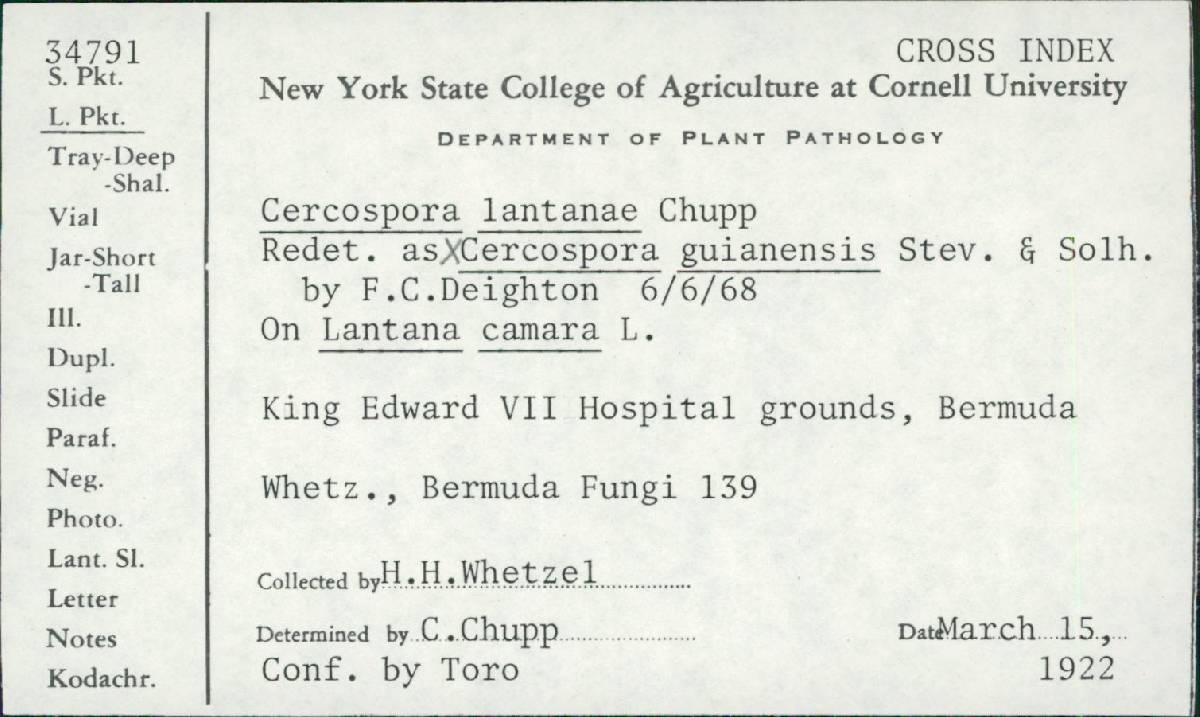 34791
S. Pkt.
L. Pkt.
Tray-Deep
-Shal.
Vial
Jar-Short
-Tall
Ill.
Dupl.
Slide
Paraf.
Neg.
Photo.
Lant. Sl.
Letter
Notes
Kodachr.
CROSS INDEX
New York State College of Agriculture at Cornell University
DEPARTMENT OF PLANT PATHOLOGY
Cercospora lantanae Chupp
Redet. as XCercospora guianensis Stev. & Solh.
by F.C.Deighton 6/6/68
On Lantana camara L.
King Edward VII Hospital grounds, Bermuda
Whetz., Bermuda Fungi 139
Collected by H.H.Whetzel
Determined by C.Chupp
Date March 15,
Conf. by Toro
1922